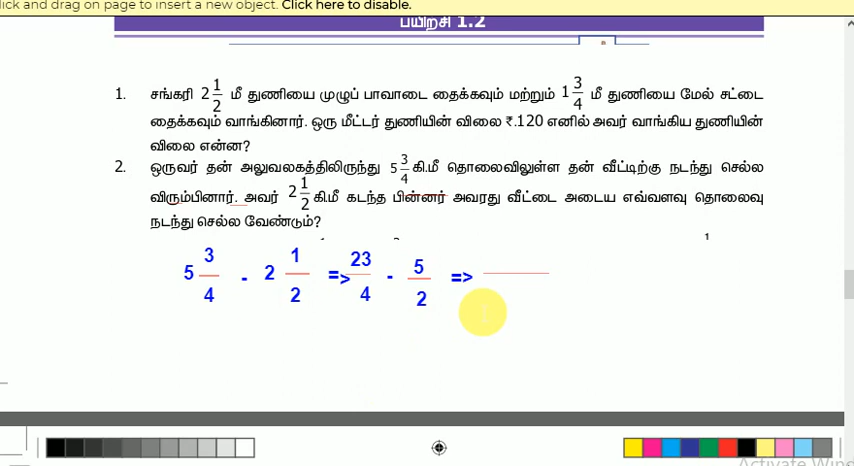 lick and drag on page to insert a new object. Click here to disable.
பயிற்சி 1.2
1. சங்கரி 2 1/2 மீ துணியை முழுப் பாவாடை தைக்கவும் மற்றும் 1 3/4 மீ துணியை மேல் சட்டை
தைக்கவும் வாங்கினார். ஒரு மீட்டர் துணியின் விலை ₹.120 எனில் அவர் வாங்கிய துணியின்
விலை என்ன?
2. ஒருவர் தன் அலுவலகத்திலிருந்து 5 3/4 கி.மீ தொலைவிலுள்ள தன் வீட்டிற்கு நடந்து செல்ல
விரும்பினார். அவர் 2 1/2 கி.மீ கடந்த பின்னர் அவரது வீட்டை அடைய எவ்வளவு தொலைவு
நடந்து செல்ல வேண்டும்?
5 3/4 - 2 1/2 => 23/4 - 5/2 =>